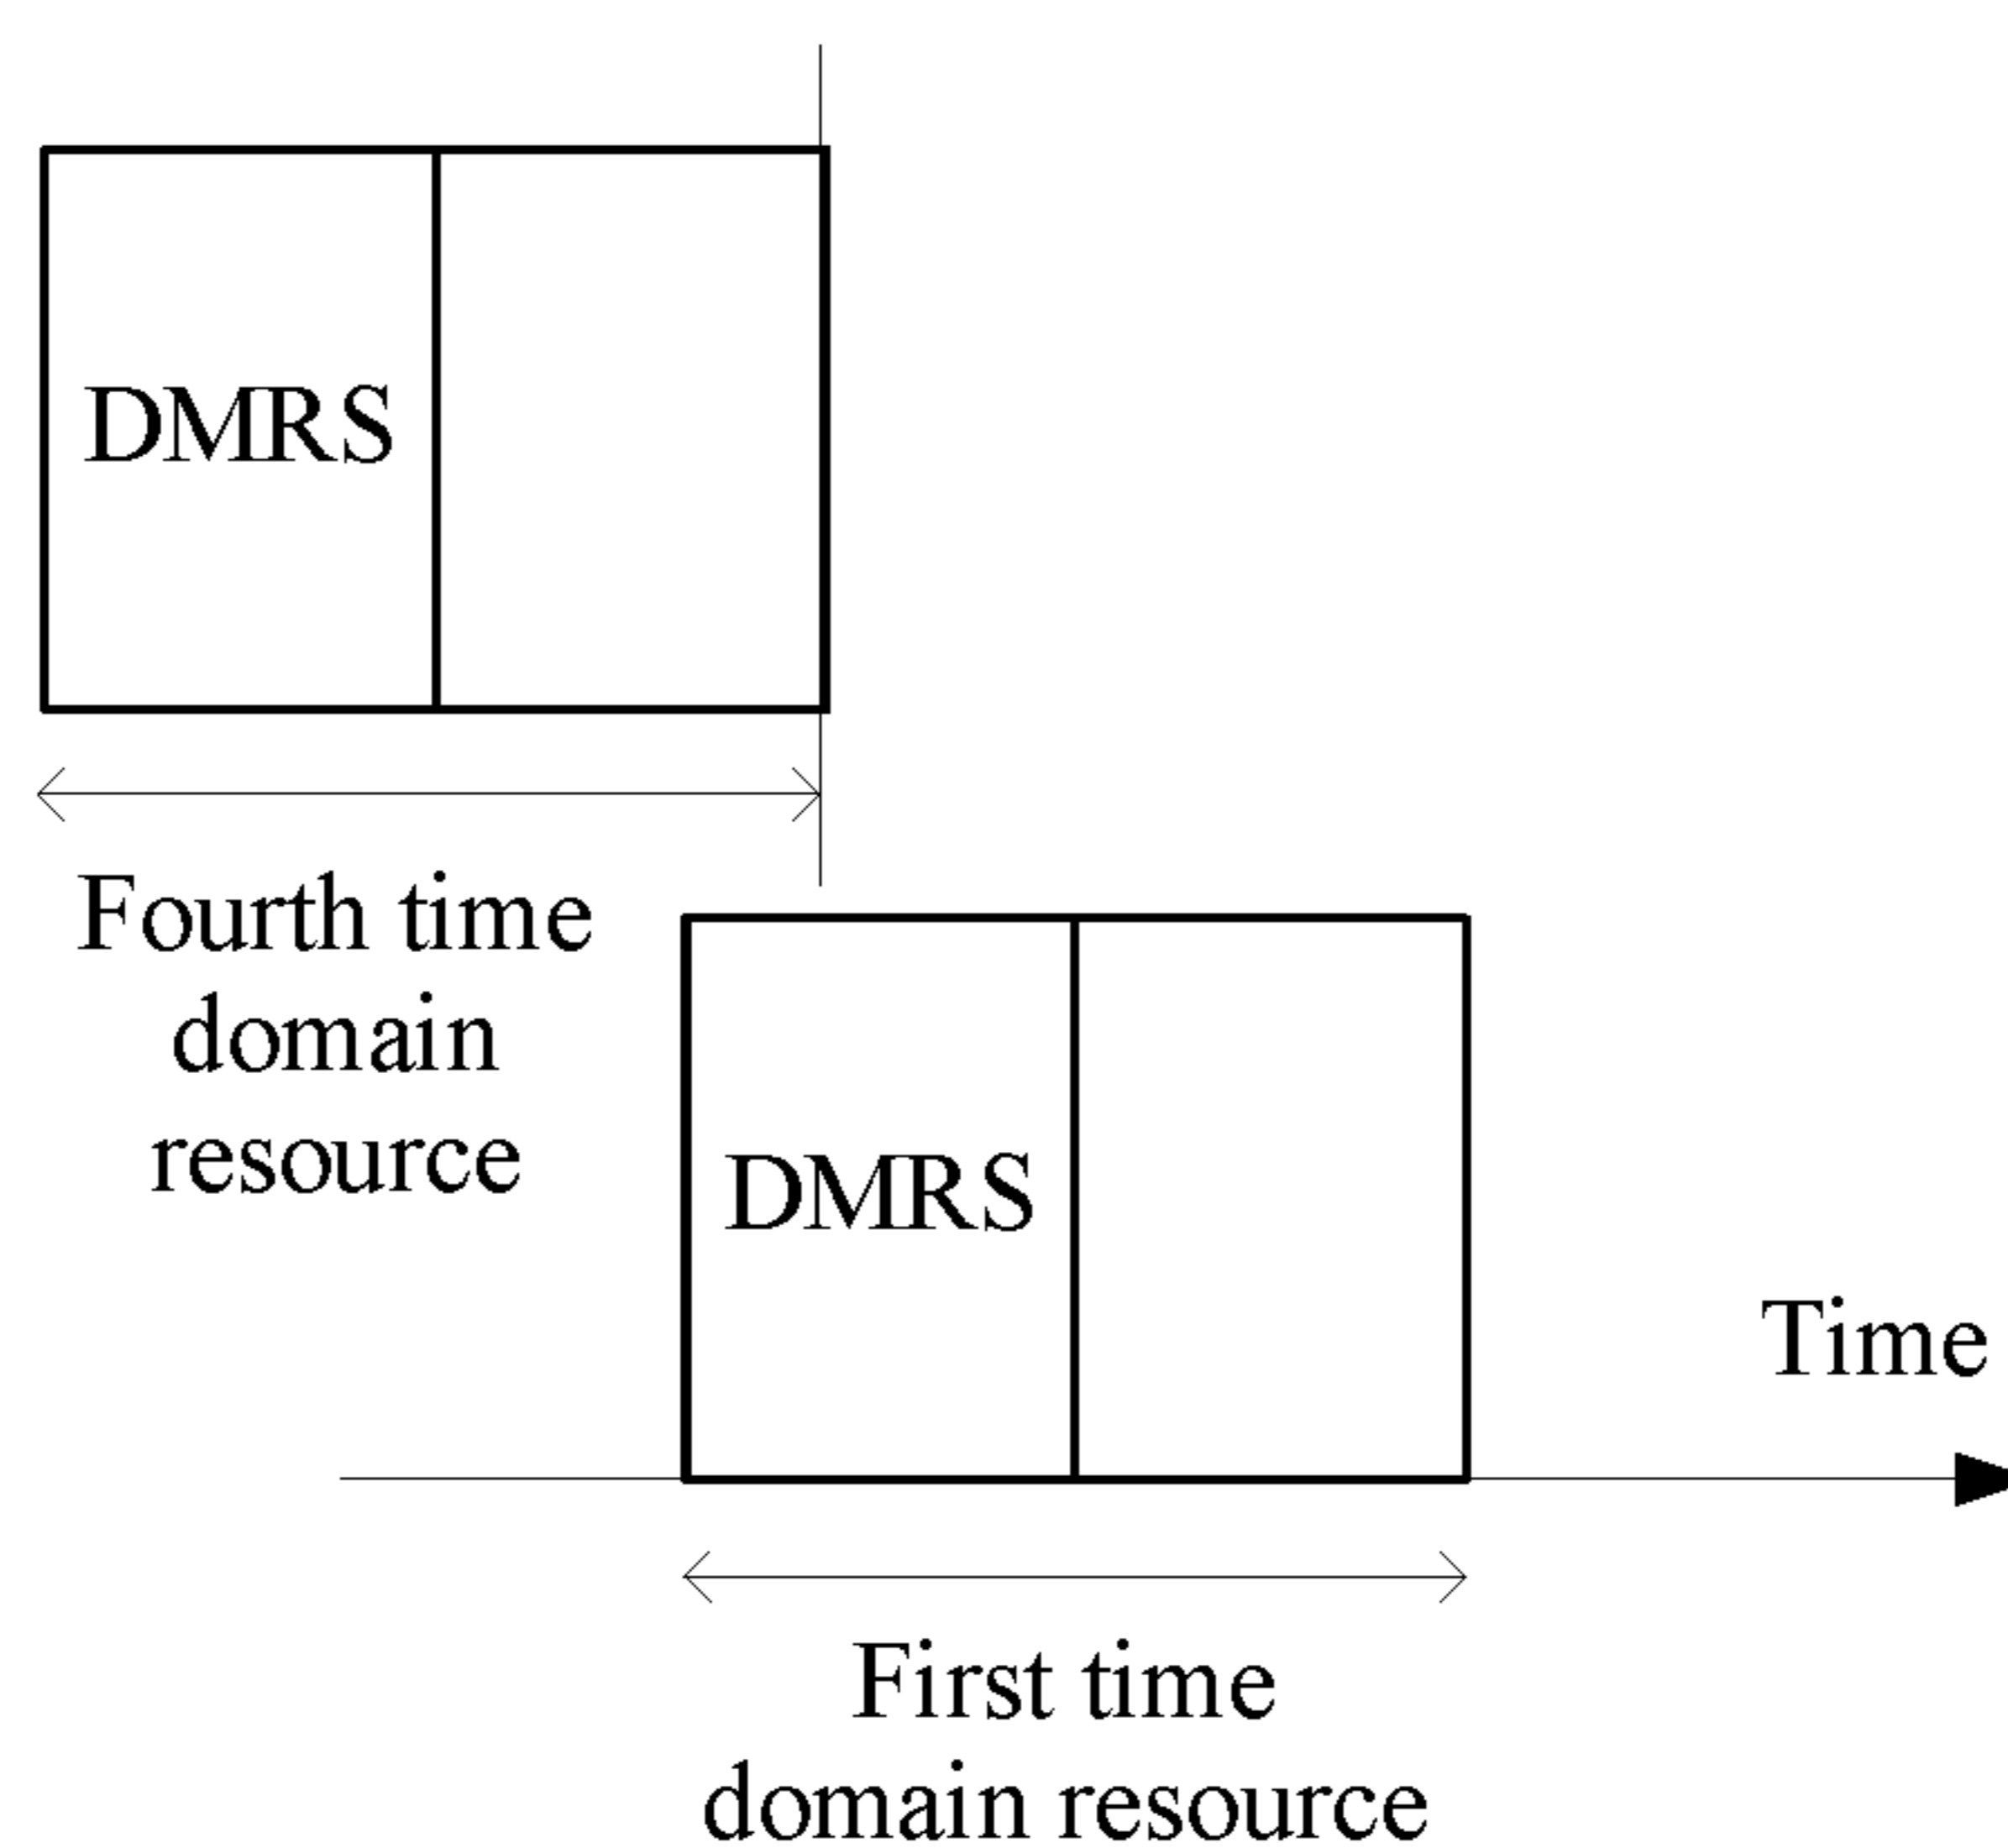 DMRS
Fourth time
domain
resource
DMRS
Time
First time
domain resource